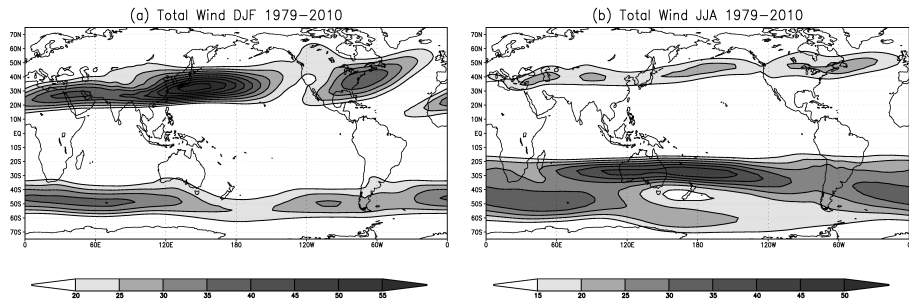 (a) Total Wind DJF 1979–2010
70N
60N
50N
40N
30N
20N
10N
EQ
10S
20S
30S
40S
50S
60S
70S
0 60E 120E 180 120W 60W 0
20 25 30 35 40 45 50 55
(b) Total Wind JJA 1979–2010
70N
60N
50N
40N
30N
20N
10N
EQ
10S
20S
30S
40S
50S
60S
70S
0 60E 120E 180 120W 60W 0
15 20 25 30 35 40 45 50